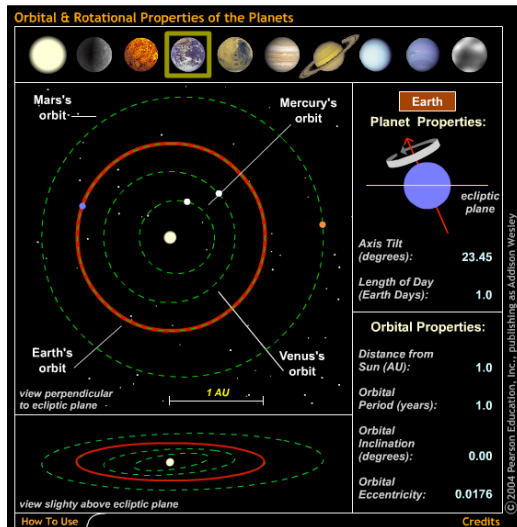 Orbital & Rotational Properties of the Planets
Mars's
orbit
Mercury's
orbit
Earth's
orbit
Venus's
orbit
view perpendicular
to ecliptic plane
1 AU
view slighty above ecliptic plane
Earth
Planet Properties:
ecliptic
plane
Axis Tilt
(degrees): 23.45
Length of Day
(Earth Days): 1.0
Orbital Properties:
Distance from
Sun (AU): 1.0
Orbital
Period (years): 1.0
Orbital
Inclination
(degrees): 0.00
Orbital
Eccentricity: 0.0176
©2004 Pearson Education, Inc., publishing as Addison Wesley
How To Use
Credits